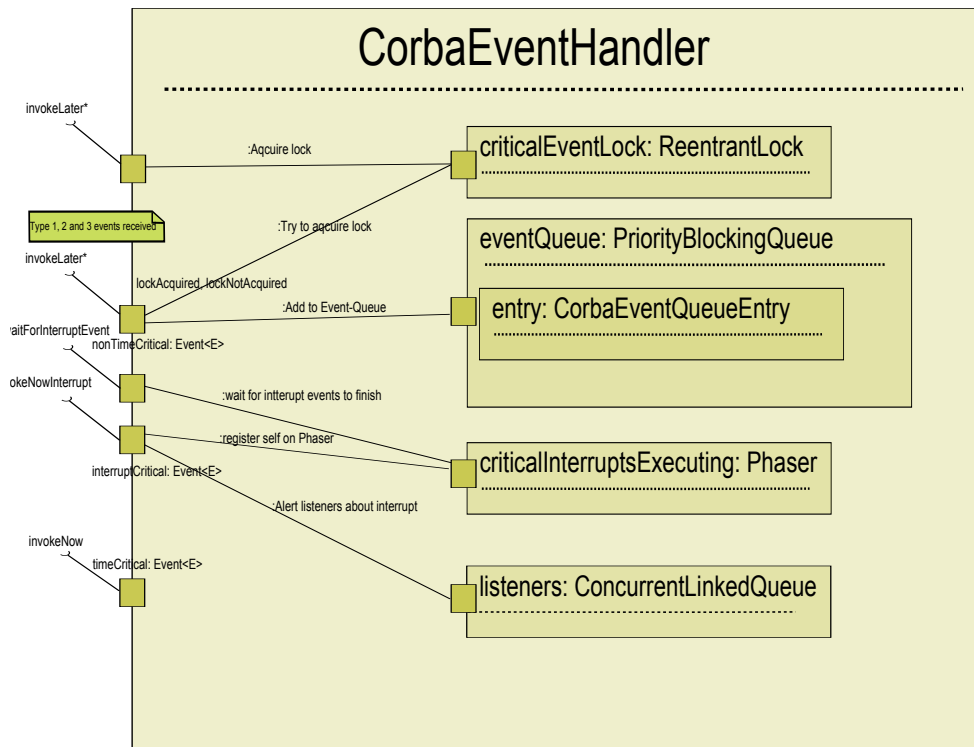 CorbaEventHandler
invokeLater*
:Aqcuire lock
criticalEventLock: ReentrantLock
Type 1, 2 and 3 events received
:Try to aqcuire lock
eventQueue: PriorityBlockingQueue
invokeLater*
lockAcquired, lockNotAcquired
:Add to Event-Queue
entry: CorbaEventQueueEntry
vaitForInterruptEvent
nonTimeCritical: Event<E>
okeNowInterrupt
:wait for intterupt events to finish
:register self on Phaser
criticalInterruptsExecuting: Phaser
interruptCritical: Event<E>
:Alert listeners about interrupt
invokeNow
timeCritical: Event<E>
listeners: ConcurrentLinkedQueue